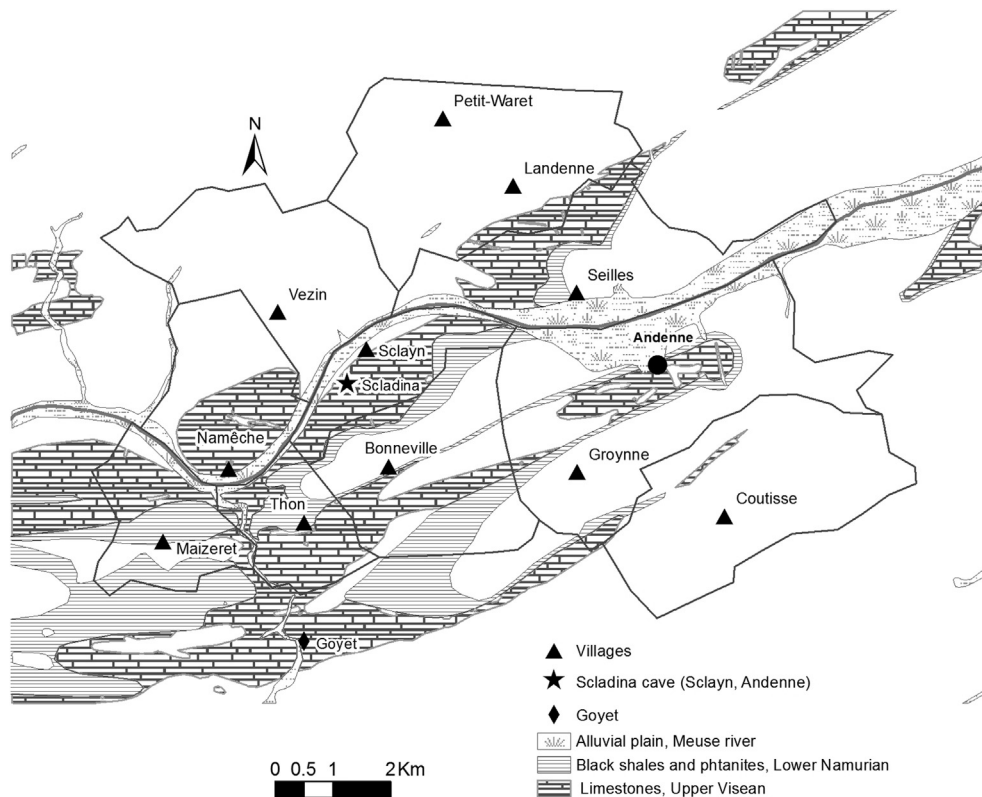 Petit-Waret
N
Landenne
Seilles
Vezin
Andenne
Sclayn
Scladina
Namêche
Bonneville
Groynne
Thon
Coutisse
Maizeret
Goyet
Villages
Scladina cave (Sclayn, Andenne)
Goyet
Alluvial plain, Meuse river
Black shales and phtanites, Lower Namurian
Limestones, Upper Visean
0 0.5 1 2Km